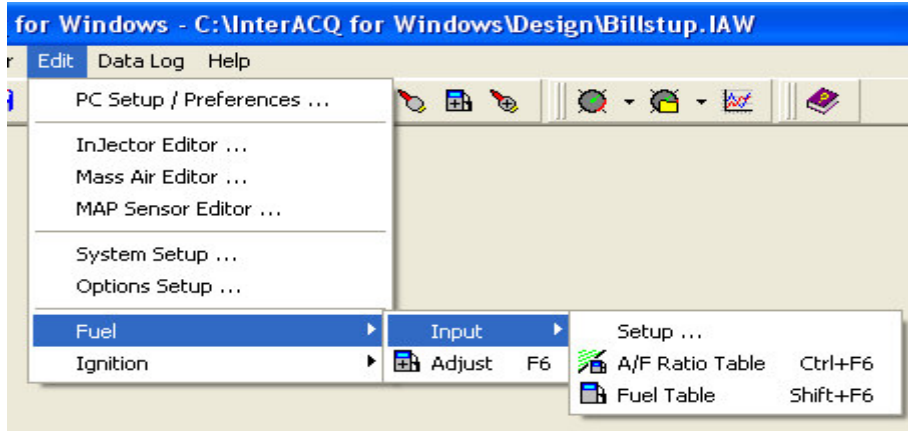 for Windows - C:\InterACQ for Windows\Design\Billstup.IAW
r Edit Data Log Help
PC Setup / Preferences ...
InJector Editor ...
Mass Air Editor ...
MAP Sensor Editor ...
System Setup ...
Options Setup ...
Fuel Input Setup ...
Ignition Adjust F6 A/F Ratio Table Ctrl+F6
Fuel Table Shift+F6